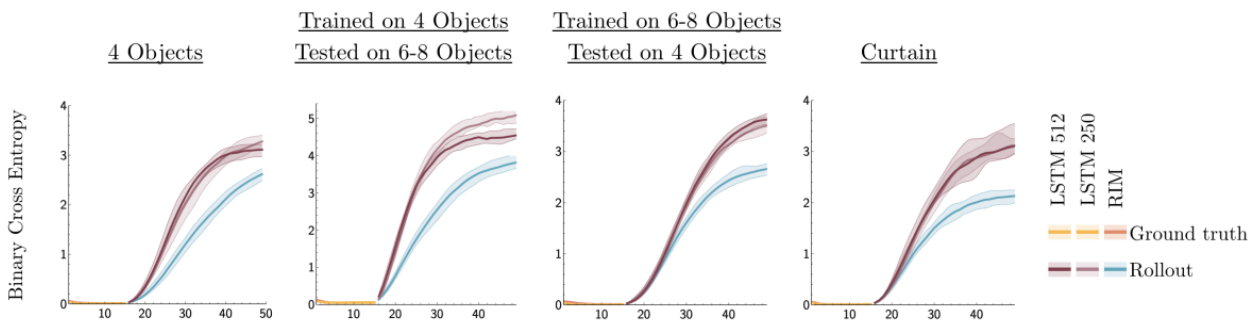 Trained on 4 Objects
Trained on 6-8 Objects
4 Objects
Tested on 6-8 Objects
Tested on 4 Objects
Curtain
Binary Cross Entropy
4
3
2
1
0
10 20 30 40 50
5
4
3
2
1
0
10 20 30 40
4
3
2
1
0
10 20 30 40
4
3
2
1
0
10 20 30 40
LSTM 512
LSTM 250
RIM
Ground truth
Rollout